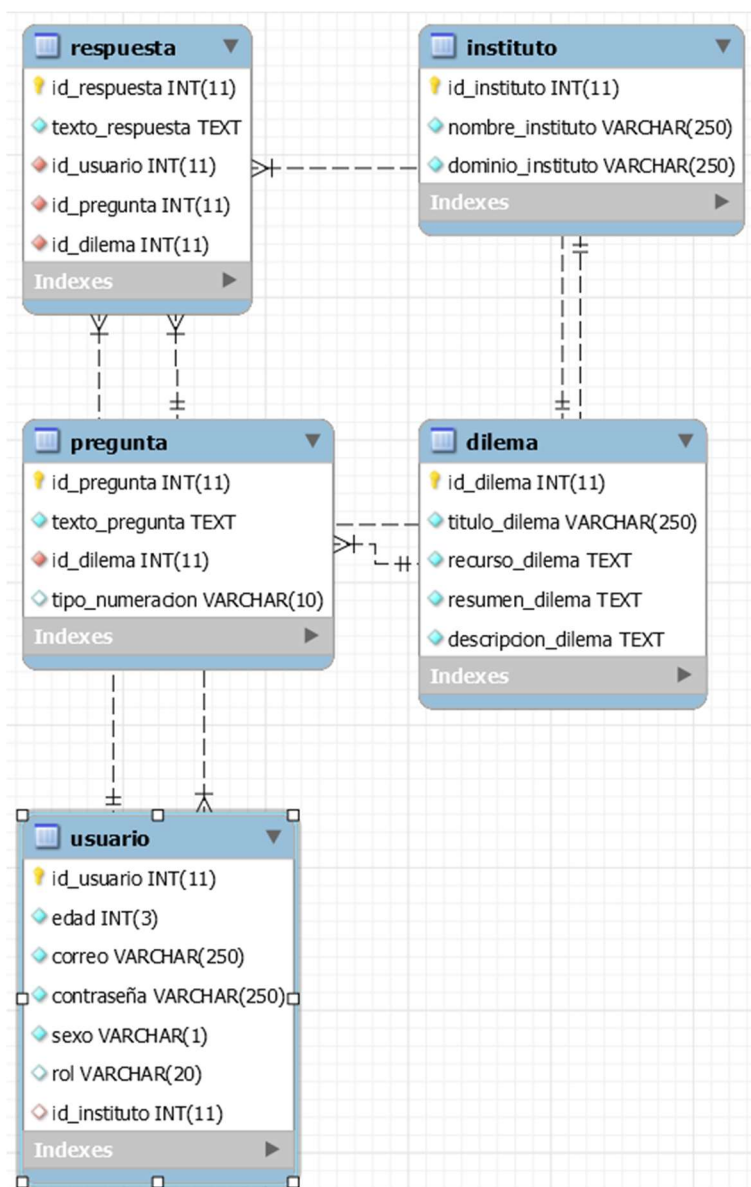 respuesta
id_respuesta INT(11)
texto_respuesta TEXT
id_usuario INT(11)
id_pregunta INT(11)
id_dilema INT(11)
Indexes
instituto
id_instituto INT(11)
nombre_instituto VARCHAR(250)
dominio_instituto VARCHAR(250)
Indexes
pregunta
id_pregunta INT(11)
texto_pregunta TEXT
id_dilema INT(11)
tipo_numeracion VARCHAR(10)
Indexes
dilema
id_dilema INT(11)
titulo_dilema VARCHAR(250)
recurso_dilema TEXT
resumen_dilema TEXT
descripcion_dilema TEXT
Indexes
usuario
id_usuario INT(11)
edad INT(3)
correo VARCHAR(250)
contraseña VARCHAR(250)
sexo VARCHAR(1)
rol VARCHAR(20)
id_instituto INT(11)
Indexes